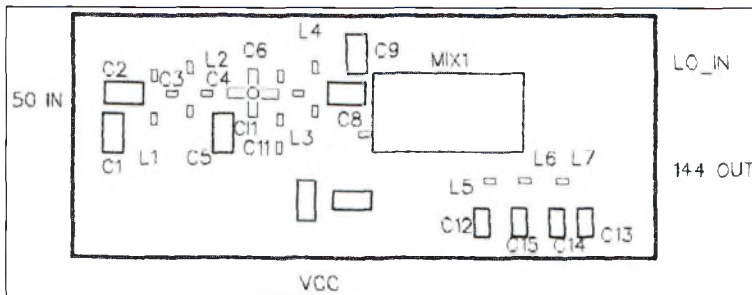 L4
L2 C6 C9
C2 MIX1 LO_IN
C3 C4
50 IN
C8
CI1
L3
C1 L1 C5 C11
144 OUT
L6 L7
L5
C12 C15 C14 C13
VCC